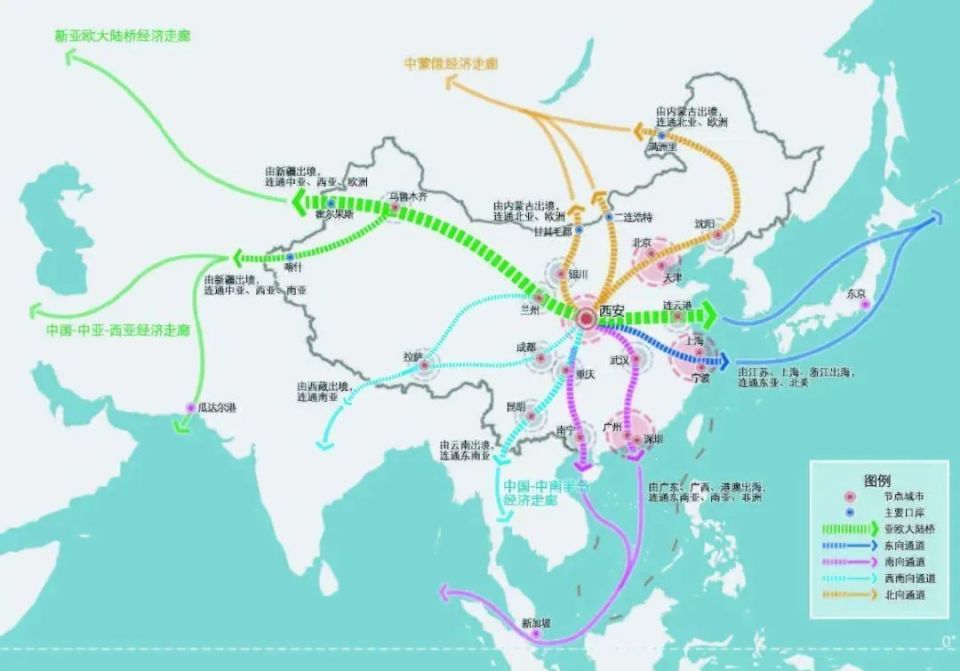 新亚欧大陆桥经济走廊
中蒙俄经济走廊
由内蒙古出境，
连通北亚、欧洲
满洲里
由新疆出境，
连通中亚、西亚、欧洲
霍尔果斯
乌鲁木齐
由内蒙古出境，
连通北亚、欧洲
甘其毛都
二连浩特
沈阳
北京
天津
喀什
由新疆出境，
连通中亚、西亚、南亚
银川
兰州
西安
连云港
东京
中国-中亚-西亚经济走廊
拉萨
成都
重庆
武汉
上海
宁波
由江苏、上海、浙江出海，
连通东亚、北美
由西藏出境，
连通南亚
瓜达尔港
昆明
南宁
广州
深圳
由云南出境，
连通东南亚
中国-中南半岛
经济走廊
由广东、广西、港澳出海，
连通东南亚、南亚、非洲
新加坡
图例
节点城市
主要口岸
亚欧大陆桥
东向通道
南向通道
西南向通道
北向通道
0°